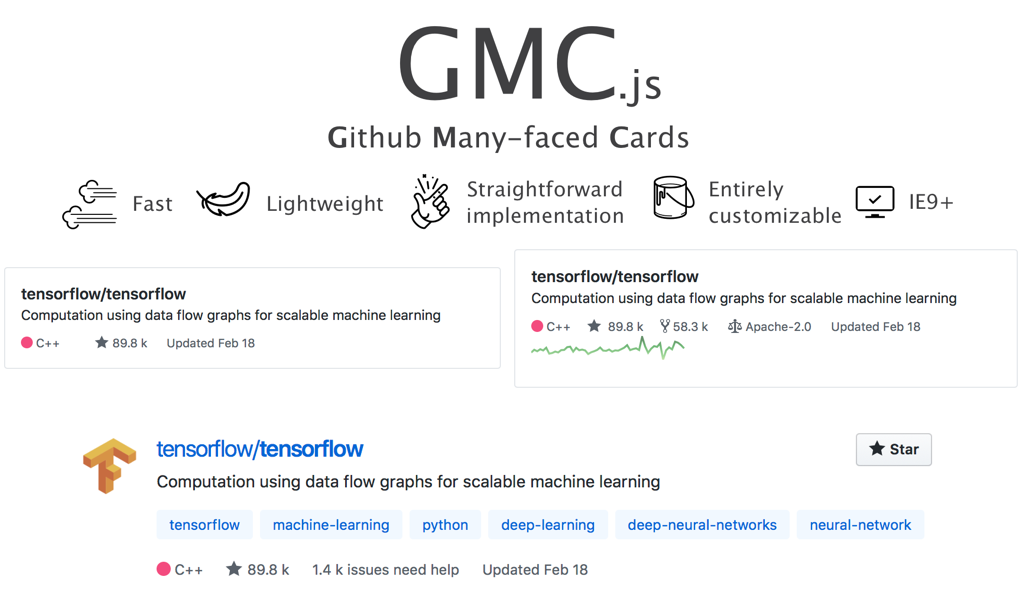 GMC.js
Github Many-faced Cards
Fast
Lightweight
Straightforward
implementation
Entirely
customizable
IE9+
tensorflow/tensorflow
Computation using data flow graphs for scalable machine learning
C++ 89.8 k Updated Feb 18
tensorflow/tensorflow
Computation using data flow graphs for scalable machine learning
C++ 89.8 k 58.3 k Apache-2.0 Updated Feb 18
tensorflow/tensorflow
Star
Computation using data flow graphs for scalable machine learning
tensorflow machine-learning python deep-learning deep-neural-networks neural-network
C++ 89.8 k 1.4 k issues need help Updated Feb 18